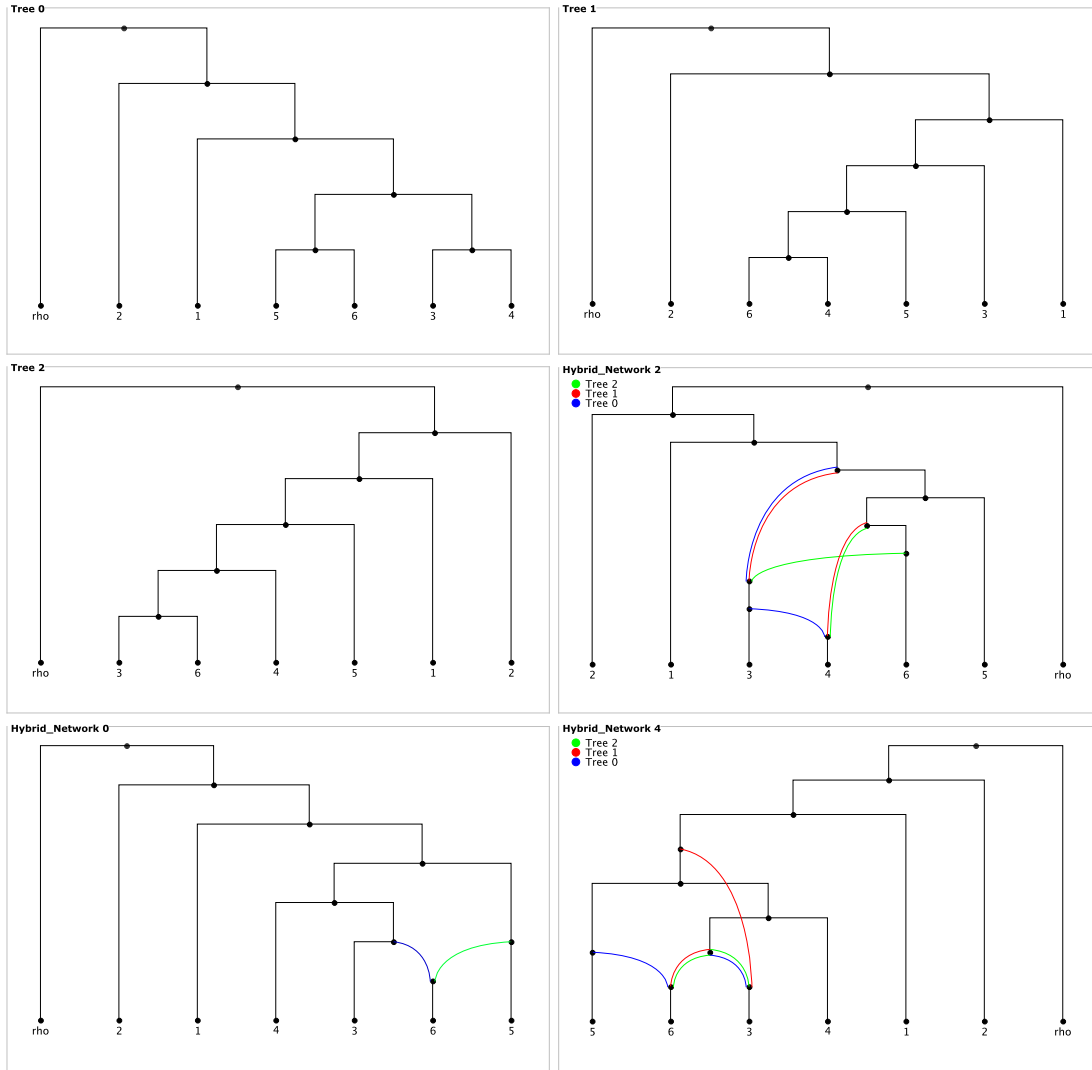 Tree 0
rho 2 1 5 6 3 4
Tree 1
rho 2 6 4 5 3 1
Tree 2
rho 3 6 4 5 1 2
Hybrid_Network 2
Tree 2
Tree 1
Tree 0
2 1 3 4 6 5 rho
Hybrid_Network 0
rho 2 1 4 3 6 5
Hybrid_Network 4
Tree 2
Tree 1
Tree 0
5 6 3 4 1 2 rho